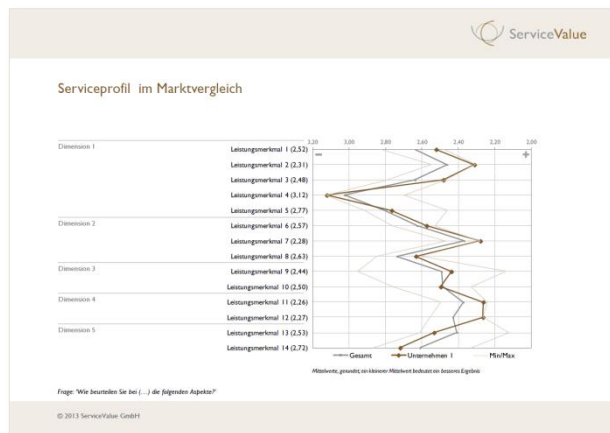 ServiceValue
Serviceprofil im Marktvergleich
3,20 3,00 2,80 2,60 2,40 2,20 2,00
− +
Dimension 1
Leistungsmerkmal 1 (2,52)
Leistungsmerkmal 2 (2,31)
Leistungsmerkmal 3 (2,48)
Leistungsmerkmal 4 (3,12)
Leistungsmerkmal 5 (2,77)
Dimension 2
Leistungsmerkmal 6 (2,57)
Leistungsmerkmal 7 (2,28)
Leistungsmerkmal 8 (2,63)
Dimension 3
Leistungsmerkmal 9 (2,44)
Leistungsmerkmal 10 (2,50)
Dimension 4
Leistungsmerkmal 11 (2,26)
Leistungsmerkmal 12 (2,27)
Dimension 5
Leistungsmerkmal 13 (2,53)
Leistungsmerkmal 14 (2,72)
Gesamt Unternehmen 1 Min/Max
Mittelwerte, gerundet; ein kleinerer Mittelwert bedeutet ein besseres Ergebnis
Frage: "Wie beurteilen Sie bei (…) die folgenden Aspekte?"
© 2013 ServiceValue GmbH